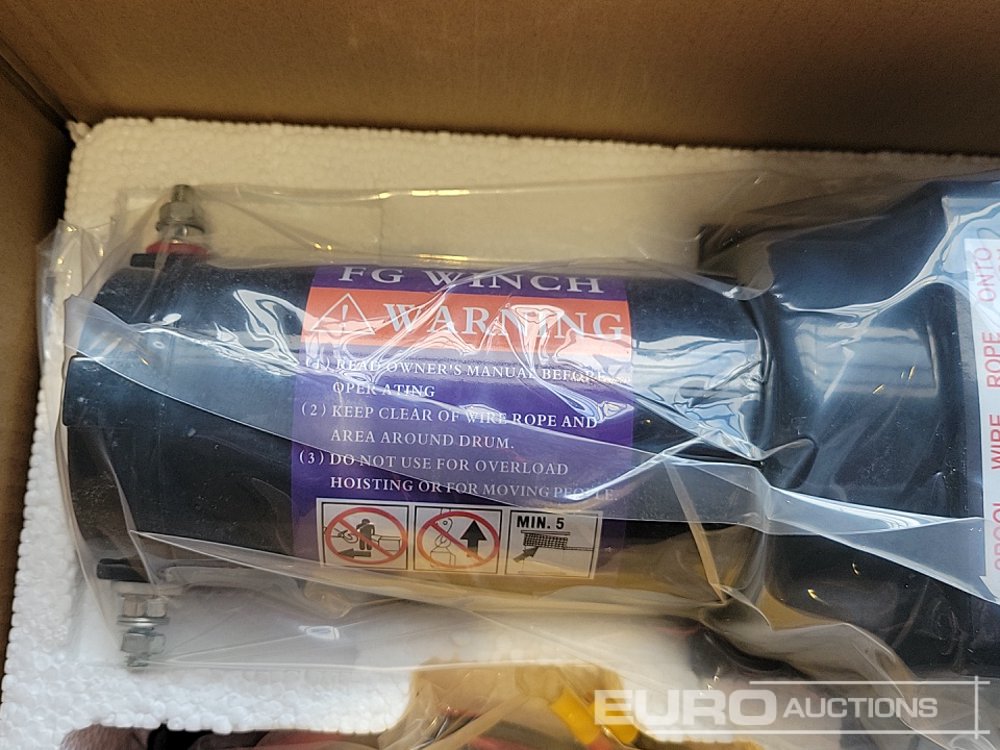 FG WINCH
WARNING
(1) READ OWNER'S MANUAL BEFORE
OPERATING
(2) KEEP CLEAR OF WIRE ROPE AND
AREA AROUND DRUM.
(3) DO NOT USE FOR OVERLOAD
HOISTING OR FOR MOVING PEOPLE.
MIN. 5
SPOOL WIRE ROPE ONTO
EURO AUCTIONS